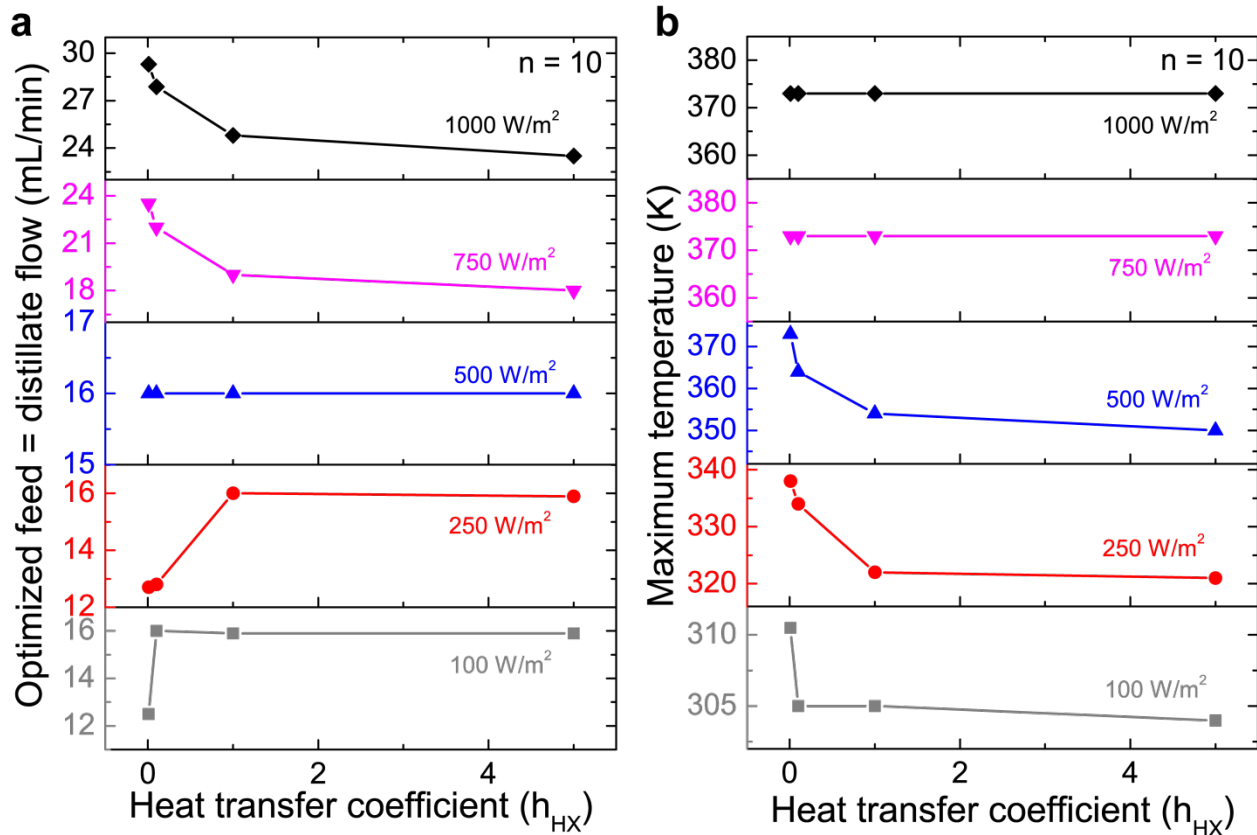 a
Optimized feed = distillate flow (mL/min)
30
27
24
n = 10
1000 W/m²
24
21
18
750 W/m²
17
16
15
500 W/m²
16
14
12
250 W/m²
16
14
12
100 W/m²
0
2
4
Heat transfer coefficient (h_HX)
b
Maximum temperature (K)
380
370
360
n = 10
1000 W/m²
380
370
360
750 W/m²
370
360
350
500 W/m²
340
330
320
250 W/m²
310
305
100 W/m²
0
2
4
Heat transfer coefficient (h_HX)